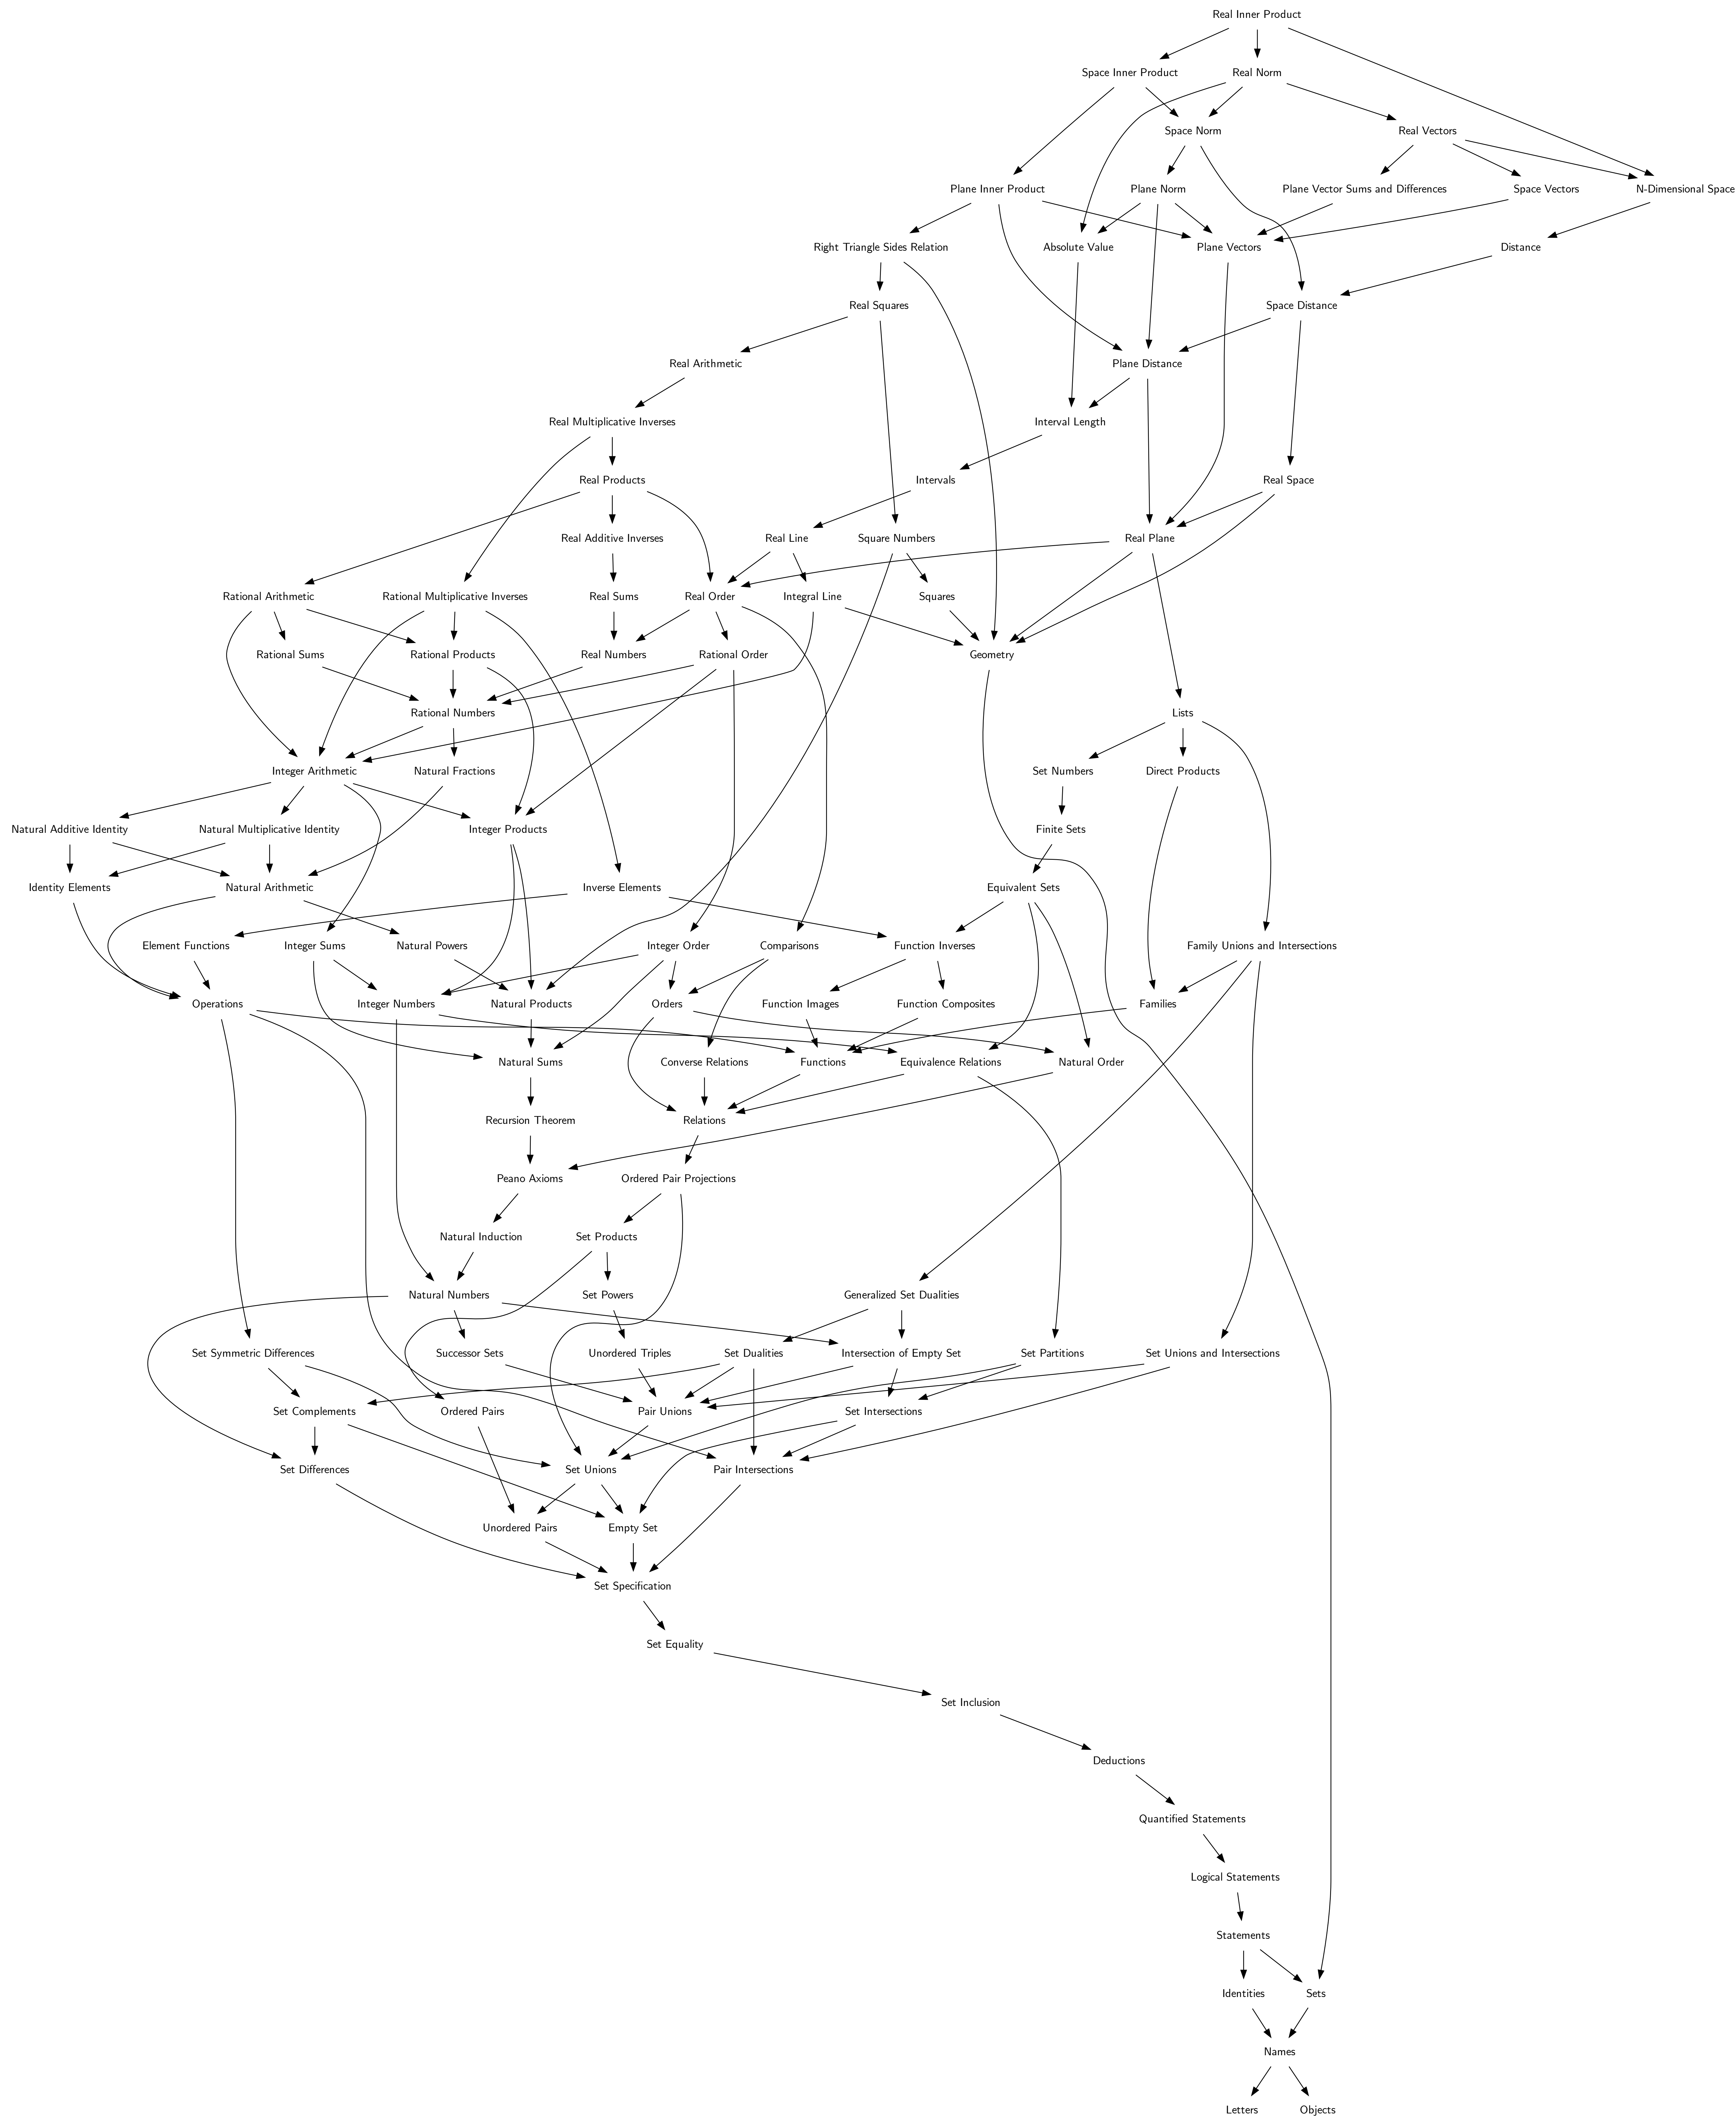 Real Inner Product
Space Inner Product
Real Norm
Space Norm
Real Vectors
Plane Inner Product
Plane Norm
Plane Vector Sums and Differences
Space Vectors
N-Dimensional Space
Right Triangle Sides Relation
Absolute Value
Plane Vectors
Distance
Real Squares
Space Distance
Real Arithmetic
Plane Distance
Real Multiplicative Inverses
Interval Length
Real Products
Intervals
Real Space
Real Additive Inverses
Real Line
Square Numbers
Real Plane
Rational Arithmetic
Rational Multiplicative Inverses
Real Sums
Real Order
Integral Line
Squares
Rational Sums
Rational Products
Real Numbers
Rational Order
Geometry
Rational Numbers
Lists
Integer Arithmetic
Natural Fractions
Set Numbers
Direct Products
Natural Additive Identity
Natural Multiplicative Identity
Integer Products
Finite Sets
Identity Elements
Natural Arithmetic
Inverse Elements
Equivalent Sets
Element Functions
Integer Sums
Natural Powers
Integer Order
Comparisons
Function Inverses
Family Unions and Intersections
Operations
Integer Numbers
Natural Products
Orders
Function Images
Function Composites
Families
Natural Sums
Converse Relations
Functions
Equivalence Relations
Natural Order
Recursion Theorem
Relations
Peano Axioms
Ordered Pair Projections
Natural Induction
Set Products
Natural Numbers
Set Powers
Generalized Set Dualities
Set Symmetric Differences
Successor Sets
Unordered Triples
Set Dualities
Intersection of Empty Set
Set Partitions
Set Unions and Intersections
Set Complements
Ordered Pairs
Pair Unions
Set Intersections
Set Differences
Set Unions
Pair Intersections
Unordered Pairs
Empty Set
Set Specification
Set Equality
Set Inclusion
Deductions
Quantified Statements
Logical Statements
Statements
Identities
Sets
Names
Letters
Objects